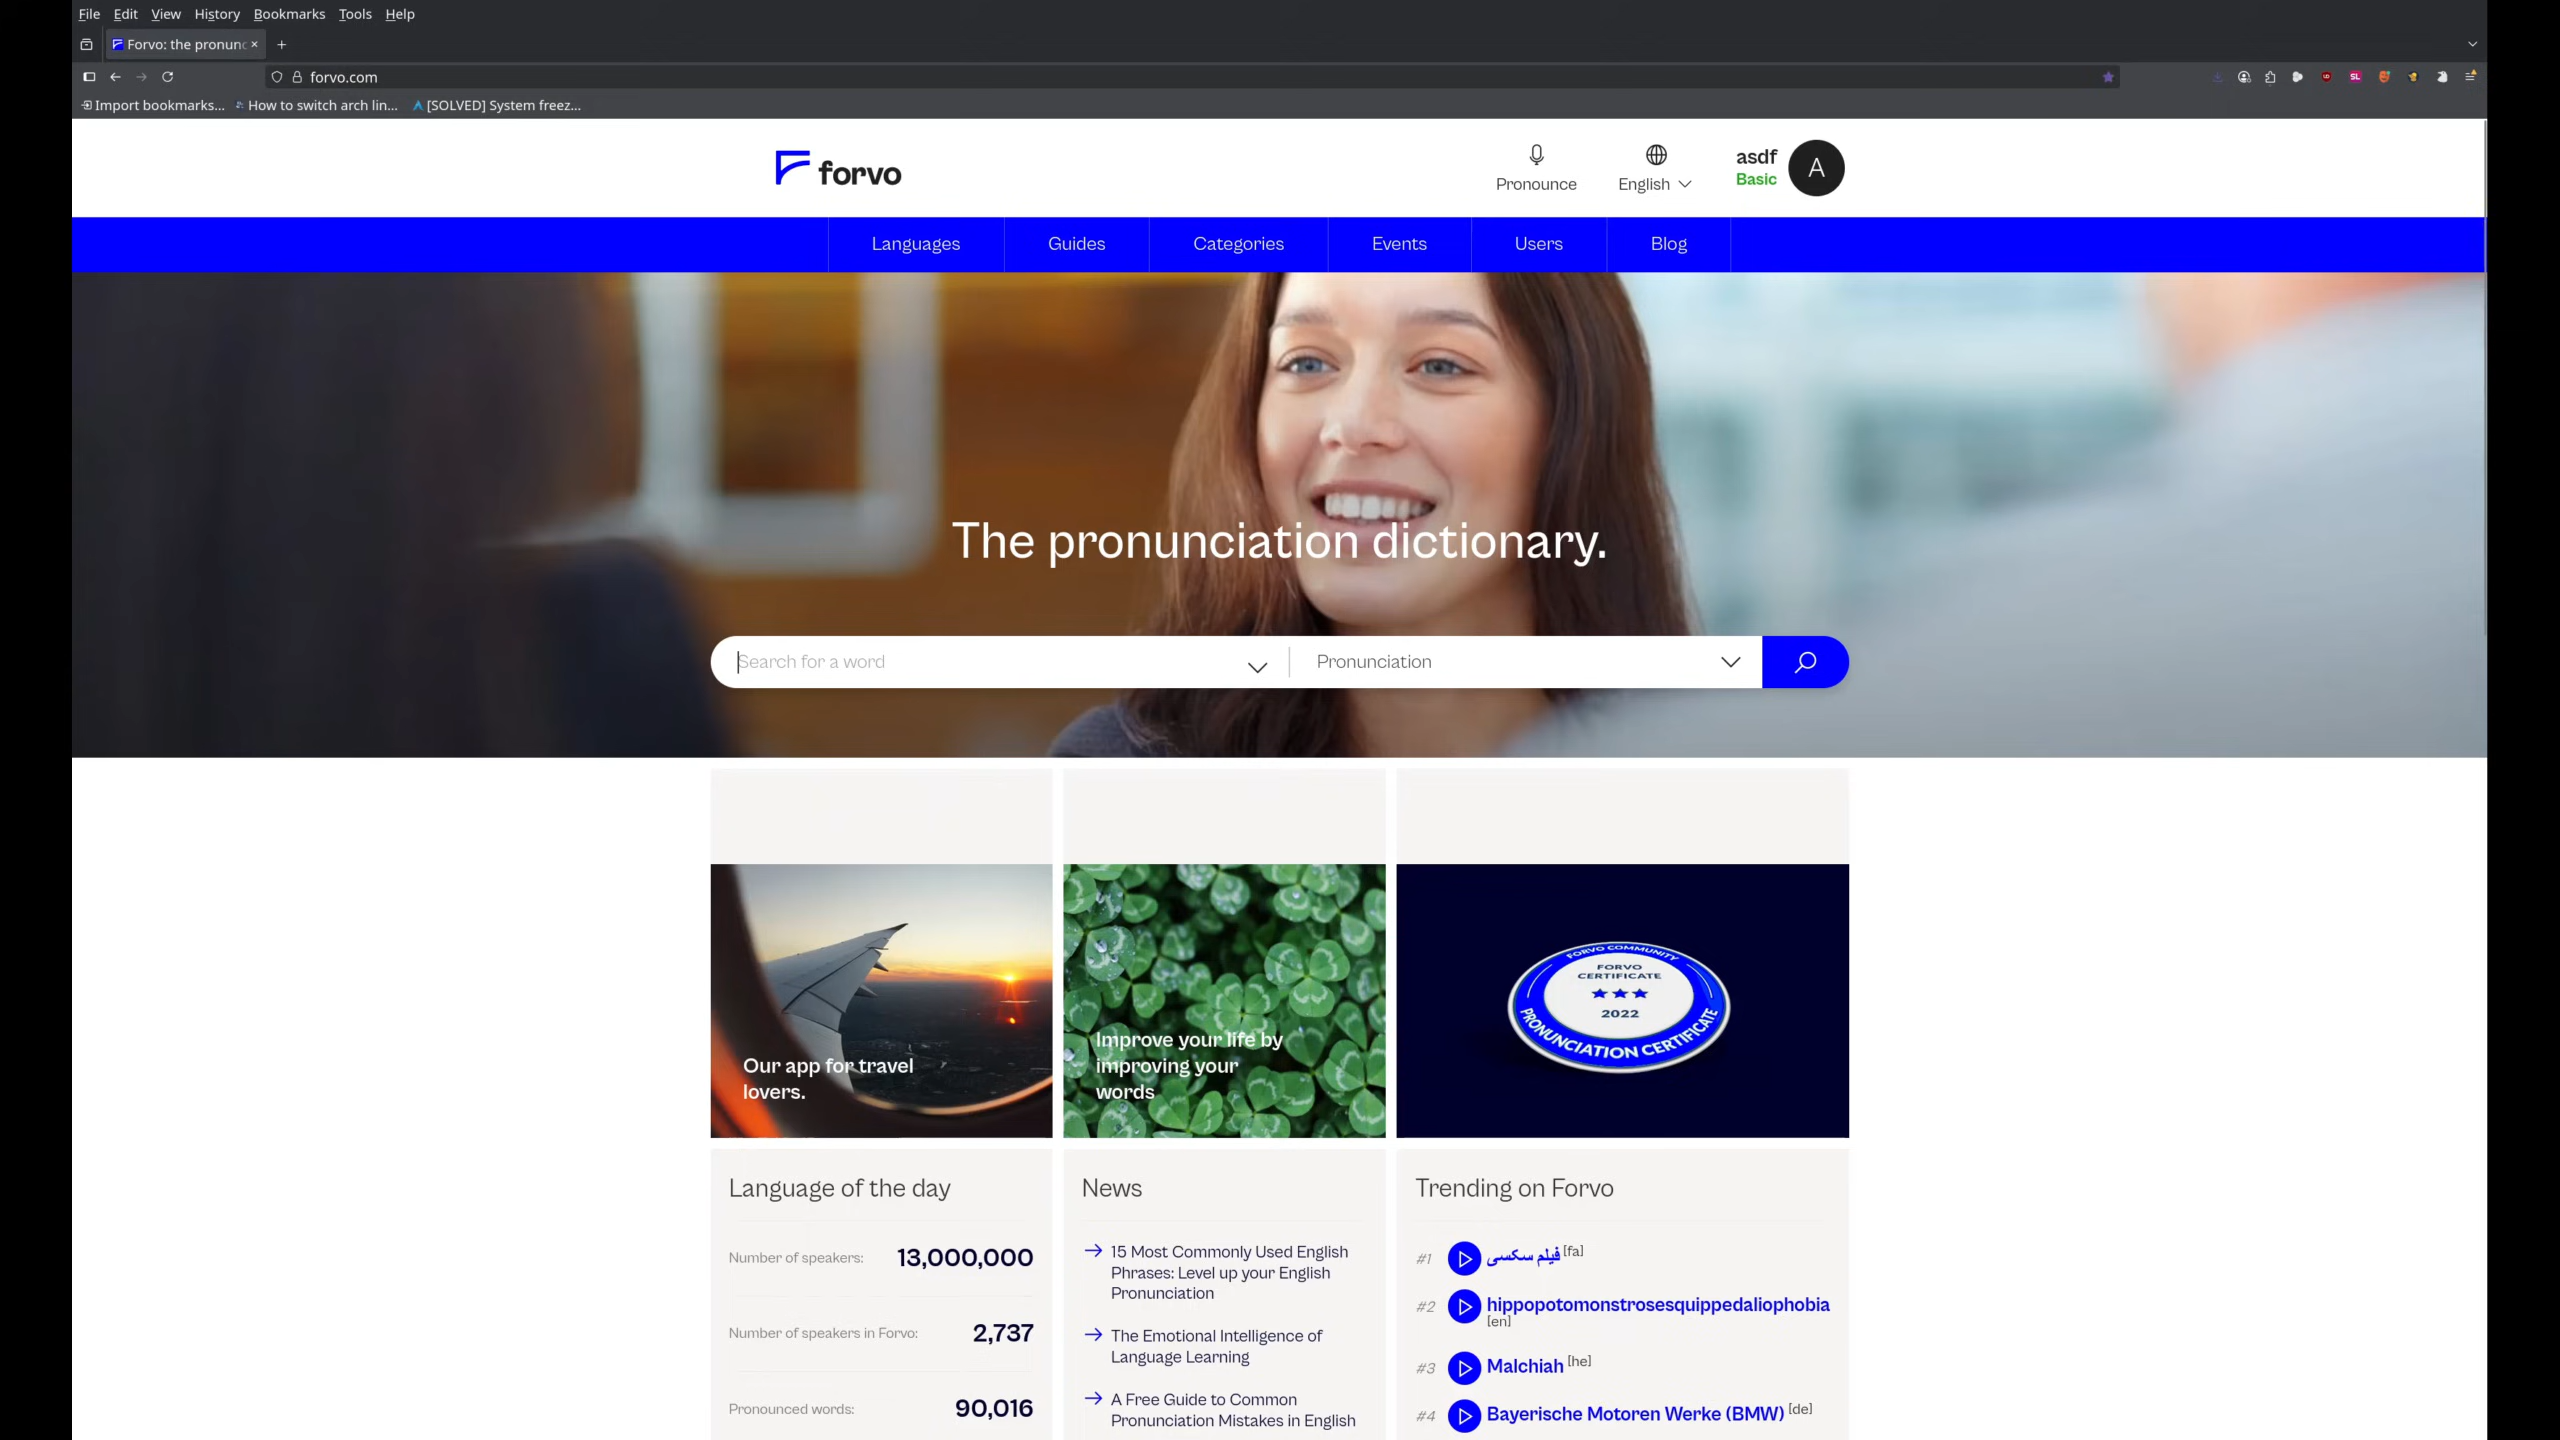 File Edit View History Bookmarks Tools Help
Forvo: the pronunc
forvo.com
Import bookmarks... How to switch arch lin... [SOLVED] System freez...
forvo
Pronounce
English
asdf
Basic
A
Languages Guides Categories Events Users Blog
The pronunciation dictionary.
Search for a word
Pronunciation
Our app for travel
lovers.
Improve your life by
improving your
words
FORVO COMMUNITY
FORVO
CERTIFICATE
2022
PRONUNCIATION CERTIFICATE
Language of the day
Number of speakers: 13,000,000
Number of speakers in Forvo: 2,737
Pronounced words: 90,016
News
15 Most Commonly Used English
Phrases: Level up your English
Pronunciation
The Emotional Intelligence of
Language Learning
A Free Guide to Common
Pronunciation Mistakes in English
Trending on Forvo
#1 فیلم سکسی [fa]
#2 hippopotomonstrosesquippedaliophobia
[en]
#3 Malchiah [he]
#4 Bayerische Motoren Werke (BMW) [de]